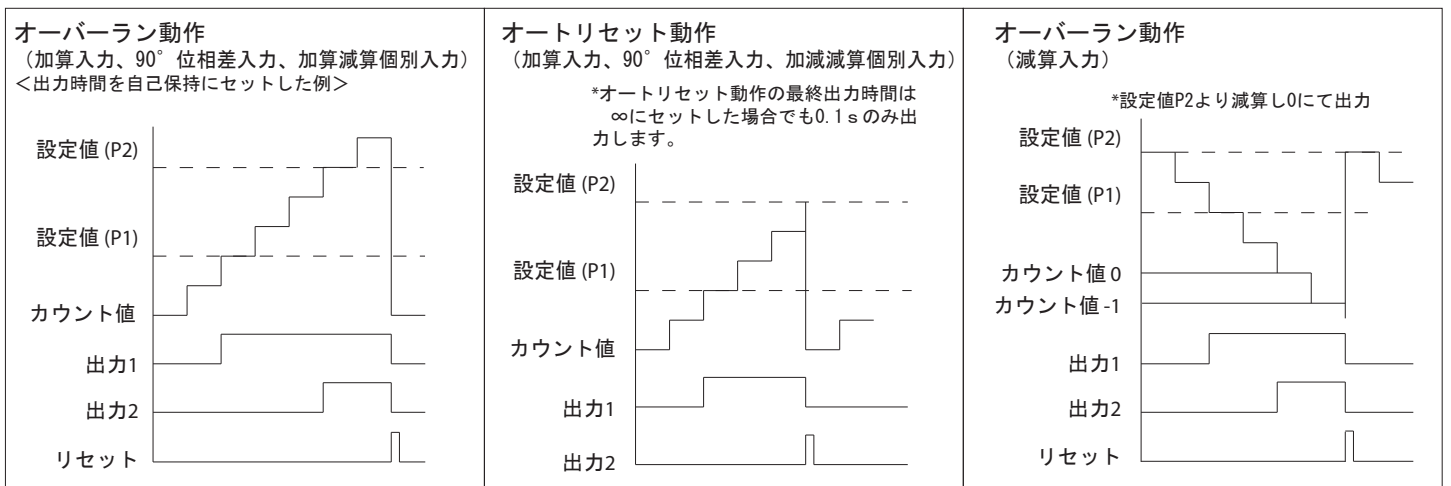 オーバーラン動作
（加算入力、90°位相差入力、加算減算個別入力）
＜出力時間を自己保持にセットした例＞
設定値 (P2)
設定値 (P1)
カウント値
出力1
出力2
リセット
オートリセット動作
（加算入力、90°位相差入力、加減減算個別入力）
*オートリセット動作の最終出力時間は
∞にセットした場合でも0.1ｓのみ出
力します。
設定値 (P2)
設定値 (P1)
カウント値
出力1
出力2
オーバーラン動作
（減算入力）
*設定値P2より減算し0にて出力
設定値 (P2)
設定値 (P1)
カウント値 0
カウント値 -1
出力1
出力2
リセット